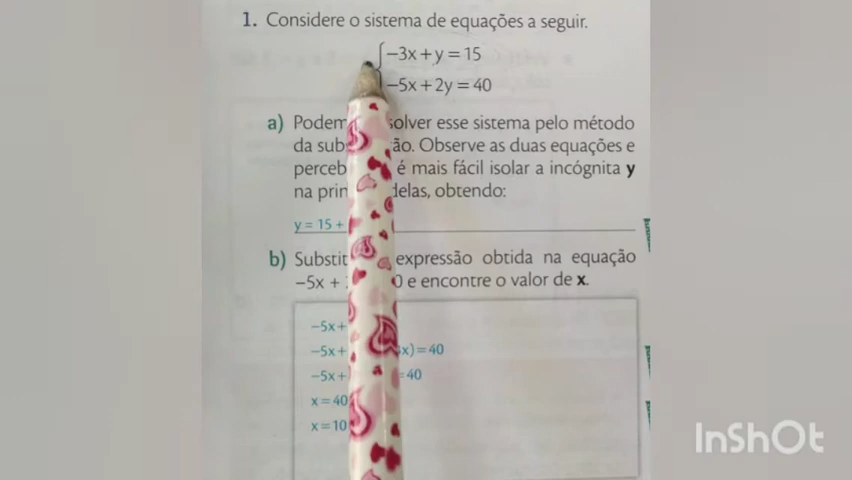 1. Considere o sistema de equações a seguir.
−3x + y = 15
−5x + 2y = 40
a) Podem solver esse sistema pelo método
da sub ão. Observe as duas equações e
perceb é mais fácil isolar a incógnita y
na prin delas, obtendo:
y = 15 +
b) Substit expressão obtida na equação
−5x + 0 e encontre o valor de x.
−5x +
−5x + x) = 40
−5x + = 40
x = 40
x = 10
InShOt